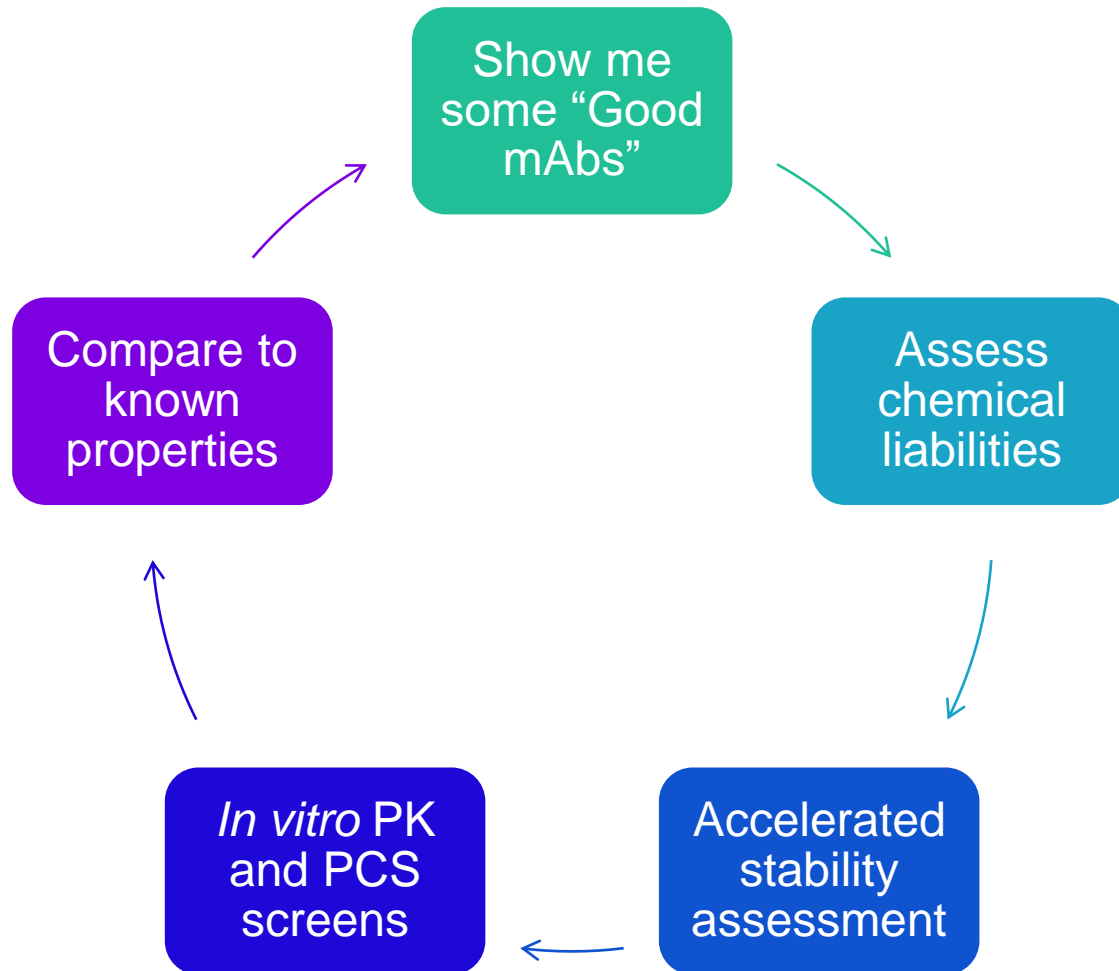 Show me
some “Good
mAbs”
Assess
chemical
liabilities
Accelerated
stability
assessment
In vitro PK
and PCS
screens
Compare to
known
properties